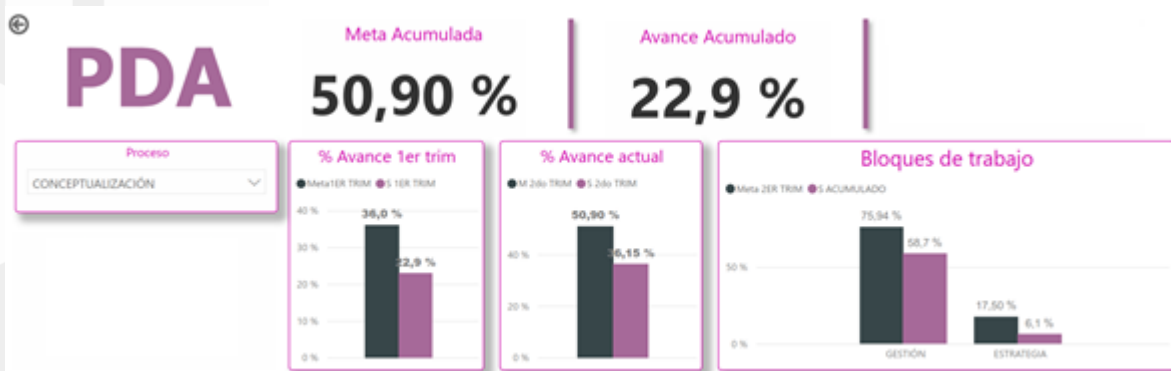 PDA
Meta Acumulada
50,90 %
Avance Acumulado
22,9 %
Proceso
CONCEPTUALIZACIÓN
% Avance 1er trim
Meta1ER TRIM S 1ER TRIM
40 %
30 %
20 %
10 %
0 %
36,0 %
22,9 %
% Avance actual
M 2do TRIM S 2do TRIM
40 %
20 %
0 %
50,90 %
36,15 %
Bloques de trabajo
Meta 2ER TRIM S ACUMULADO
50 %
0 %
75,94 %
58,7 %
17,50 %
6,1 %
GESTIÓN
ESTRATEGIA